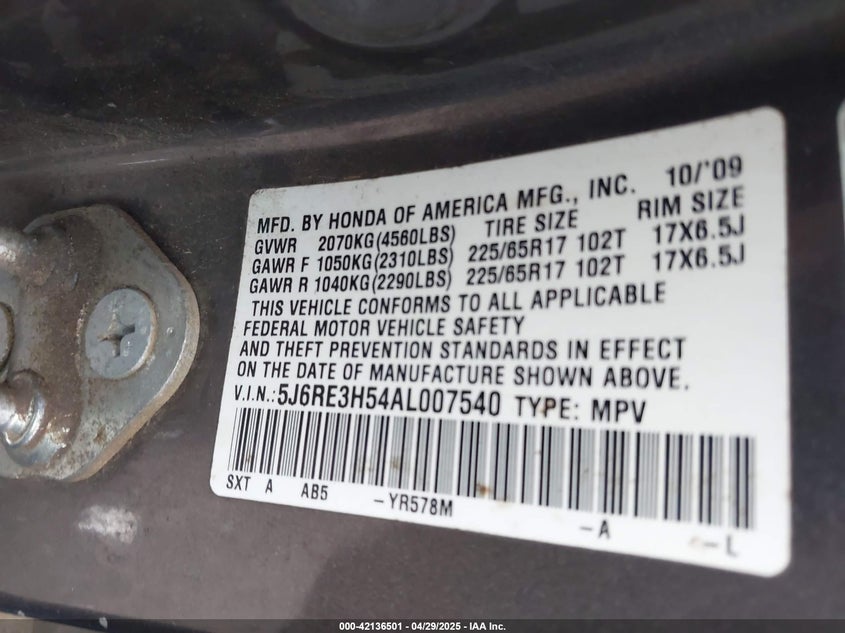 MFD. BY HONDA OF AMERICA MFG., INC. 10/'09
GVWR 2070KG(4560LBS) TIRE SIZE RIM SIZE
GAWR F 1050KG(2310LBS) 225/65R17 102T 17X6.5J
GAWR R 1040KG(2290LBS) 225/65R17 102T 17X6.5J
THIS VEHICLE CONFORMS TO ALL APPLICABLE
FEDERAL MOTOR VEHICLE SAFETY
AND THEFT PREVENTION STANDARDS IN EFFECT
ON THE DATE OF MANUFACTURE SHOWN ABOVE.
V.I.N.:5J6RE3H54AL007540 TYPE: MPV
SXT A AB5 -YR578M -A -L
000-42136501 / 04/29/2025 - IAA Inc.